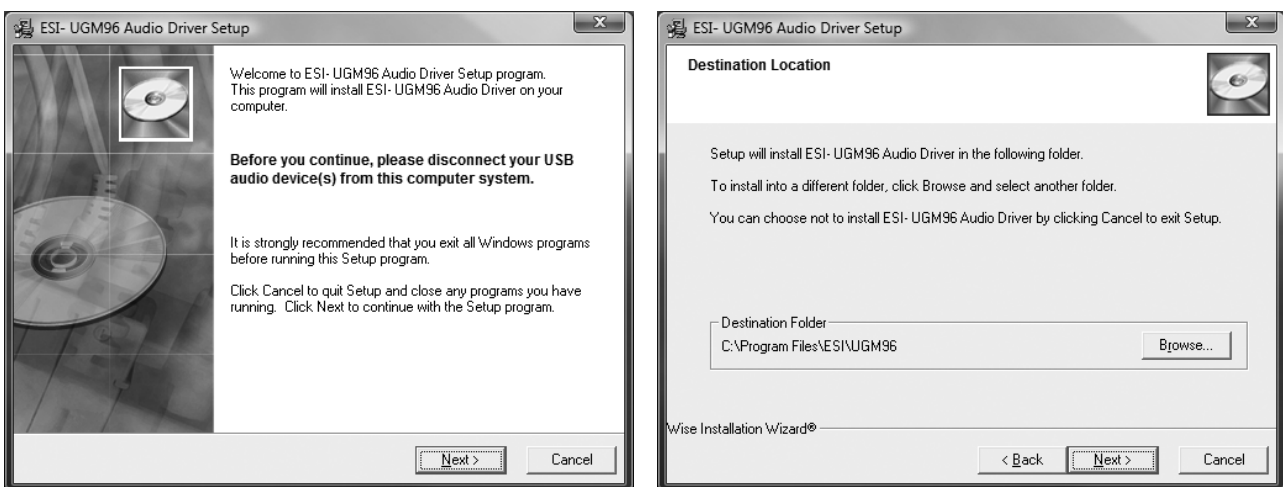 ESI- UGM96 Audio Driver Setup
Welcome to ESI- UGM96 Audio Driver Setup program.
This program will install ESI- UGM96 Audio Driver on your
computer.
Before you continue, please disconnect your USB
audio device(s) from this computer system.
It is strongly recommended that you exit all Windows programs
before running this Setup program.
Click Cancel to quit Setup and close any programs you have
running. Click Next to continue with the Setup program.
Next >
Cancel
ESI- UGM96 Audio Driver Setup
Destination Location
Setup will install ESI- UGM96 Audio Driver in the following folder.
To install into a different folder, click Browse and select another folder.
You can choose not to install ESI- UGM96 Audio Driver by clicking Cancel to exit Setup.
Destination Folder
C:\Program Files\ESI\UGM96
Browse...
Wise Installation Wizard®
< Back
Next >
Cancel